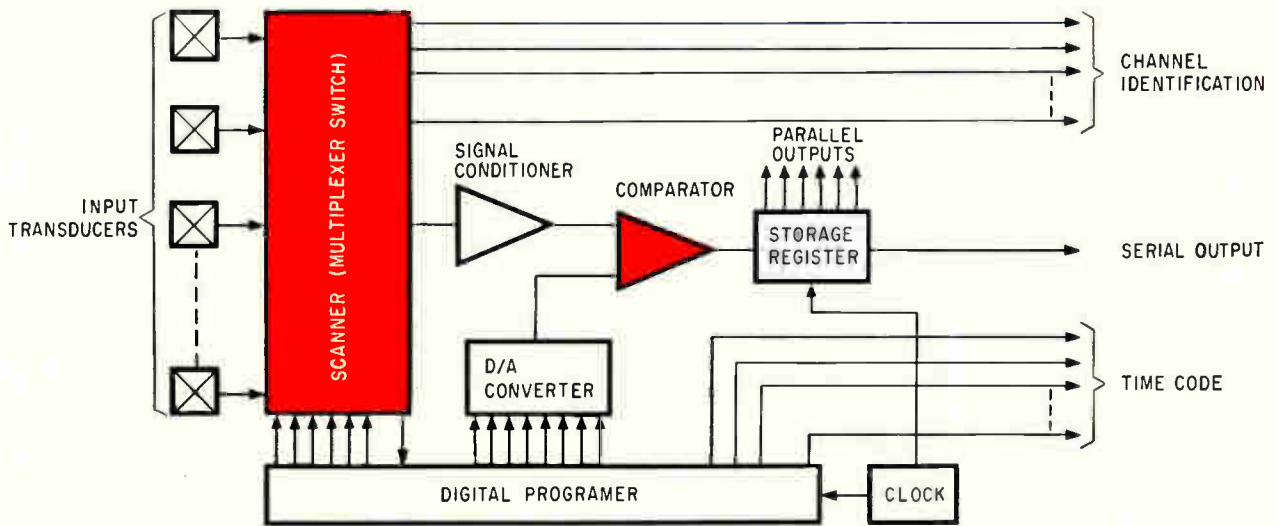 INPUT
TRANSDUCERS
SCANNER (MULTIPLEXER SWITCH)
SIGNAL
CONDITIONER
COMPARATOR
PARALLEL
OUTPUTS
STORAGE
REGISTER
CHANNEL
IDENTIFICATION
SERIAL OUTPUT
D/A
CONVERTER
TIME CODE
DIGITAL PROGRAMER
CLOCK